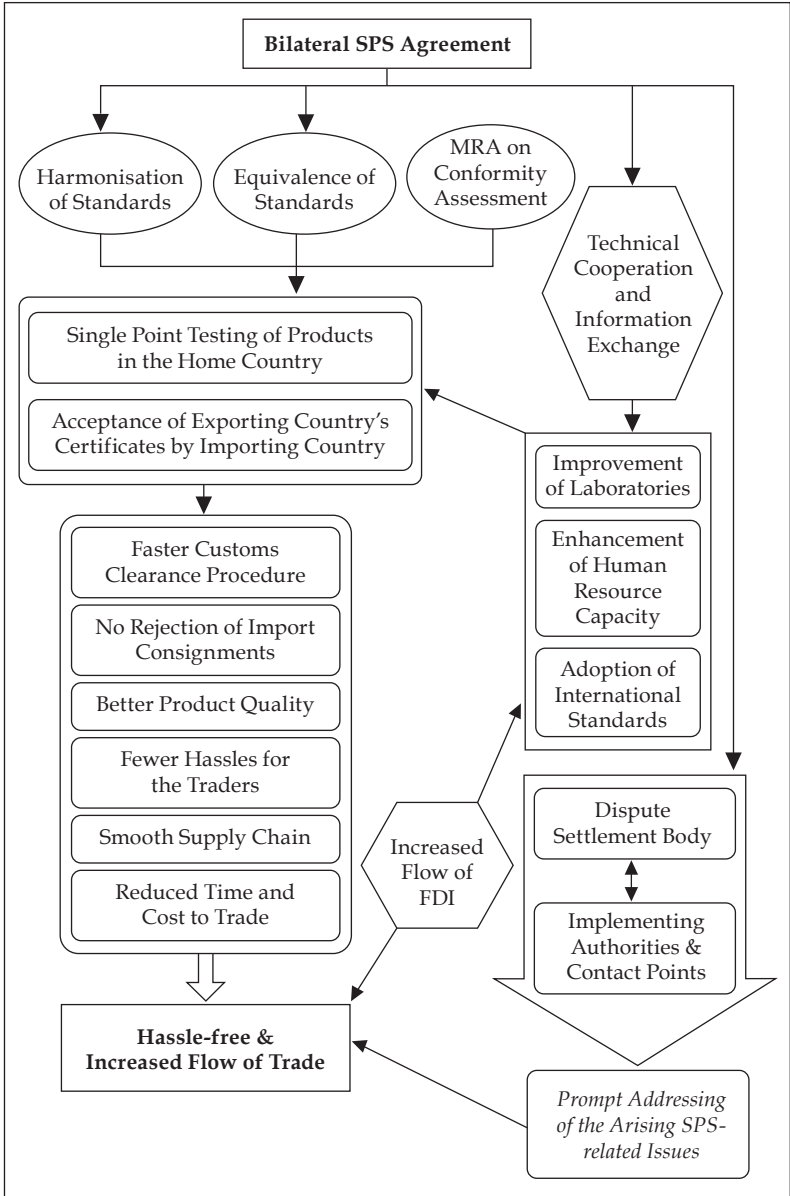 Bilateral SPS Agreement
Harmonisation
of Standards
Equivalence of
Standards
MRA on
Conformity
Assessment
Technical
Cooperation
and
Information
Exchange
Single Point Testing of Products
in the Home Country
Acceptance of Exporting Country's
Certificates by Importing Country
Improvement
of Laboratories
Enhancement
of Human
Resource
Capacity
Adoption of
International
Standards
Faster Customs
Clearance Procedure
No Rejection of Import
Consignments
Better Product Quality
Fewer Hassles for
the Traders
Smooth Supply Chain
Reduced Time and
Cost to Trade
Increased
Flow of
FDI
Dispute
Settlement Body
Implementing
Authorities &
Contact Points
Hassle-free &
Increased Flow of Trade
Prompt Addressing
of the Arising SPS-
related Issues